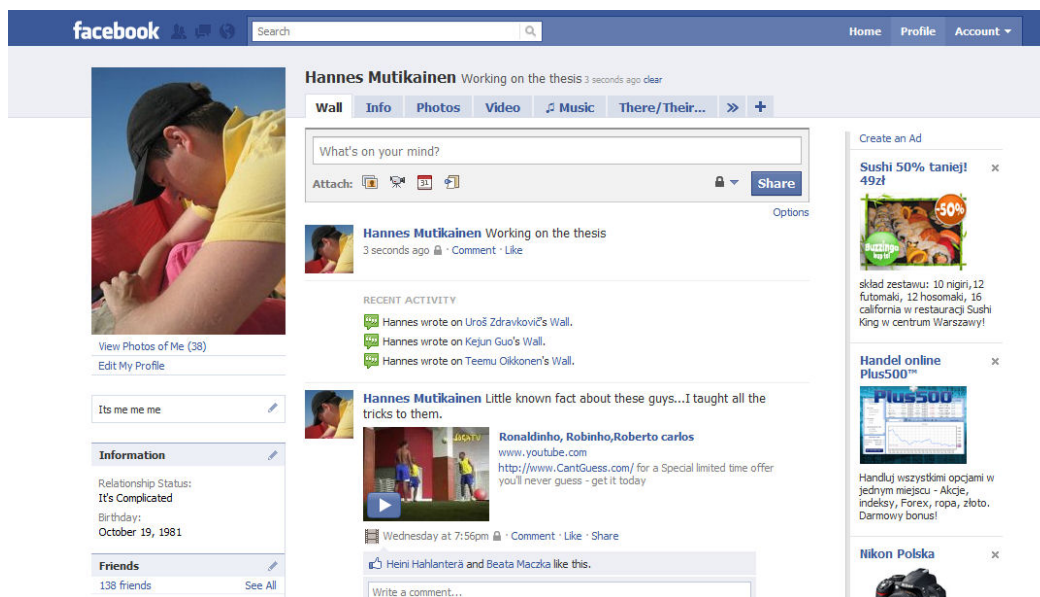 facebook
Search
Home Profile Account
Hannes Mutikainen Working on the thesis 3 seconds ago clear
Wall Info Photos Video Music There/Their... » +
What's on your mind?
Attach: 31 Share
Options
Hannes Mutikainen Working on the thesis
3 seconds ago · Comment · Like
RECENT ACTIVITY
Hannes wrote on Uroš Zdravkovič's Wall.
Hannes wrote on Kejun Guo's Wall.
Hannes wrote on Teemu Oikkonen's Wall.
Hannes Mutikainen Little known fact about these guys...I taught all the
tricks to them.
Ronaldinho, Robinho,Roberto carlos
www.youtube.com
http://www.CantGuess.com/ for a Special limited time offer
you'll never guess - get it today
Wednesday at 7:56pm · Comment · Like · Share
Heini Hahlanterä and Beata Maczka like this.
Write a comment...
View Photos of Me (38)
Edit My Profile
Its me me me
Information
Relationship Status:
It's Complicated
Birthday:
October 19, 1981
Friends
138 friends See All
Create an Ad
Sushi 50% taniej! x
49zł
-50%
Buzzingo
kup to!
skład zestawu: 10 nigiri,12
futomaki, 12 hosomaki, 16
california w restauracji Sushi
King w centrum Warszawy!
Handel online x
Plus500™
Plus500
Handluj wszystkimi opcjami w
jednym miejscu - Akcje,
indeksy, Forex, ropa, złoto.
Darmowy bonus!
Nikon Polska x